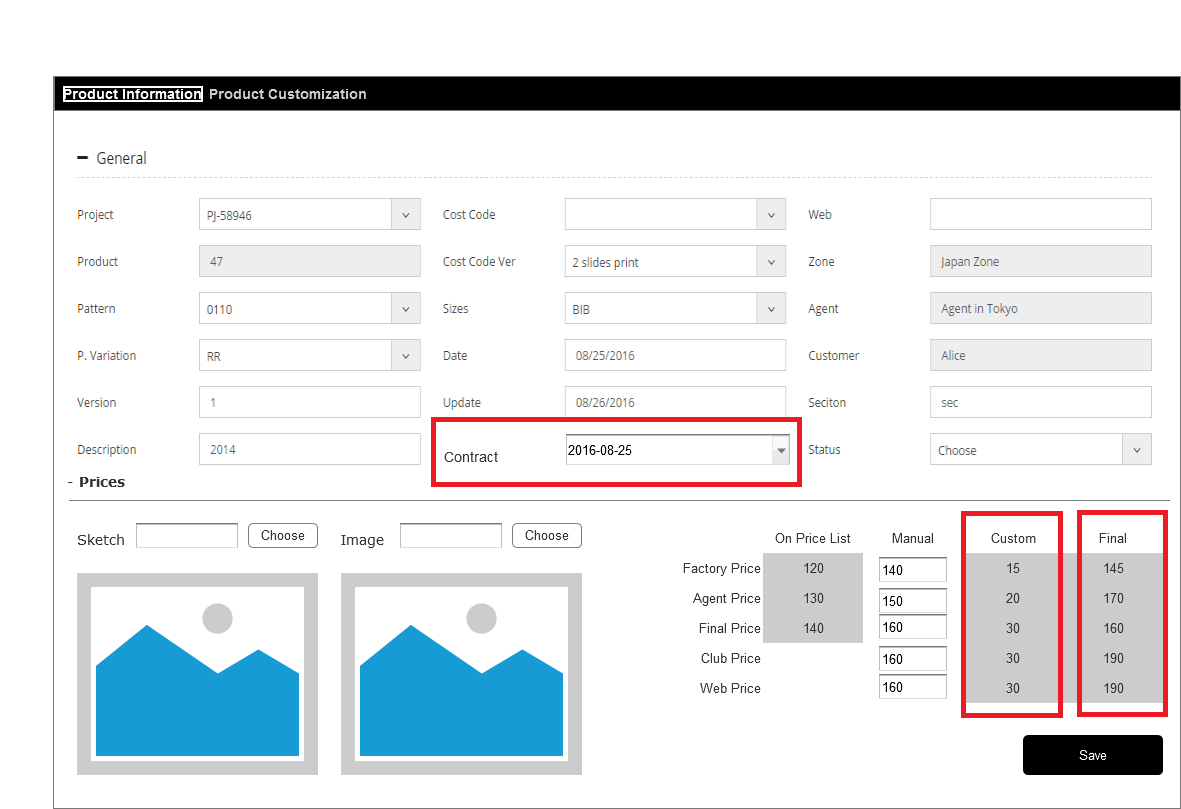 Product Information Product Customization
General
Project PJ-58946 Cost Code Web
Product 47 Cost Code Ver 2 slides print Zone Japan Zone
Pattern 0110 Sizes BIB Agent Agent in Tokyo
P. Variation RR Date 08/25/2016 Customer Alice
Version 1 Update 08/26/2016 Seciton sec
Description 2014 Contract 2016-08-25 Status Choose
- Prices
Sketch Choose Image Choose On Price List Manual Custom Final
Factory Price 120 140 15 145
Agent Price 130 150 20 170
Final Price 140 160 30 160
Club Price 160 30 190
Web Price 160 30 190
Save